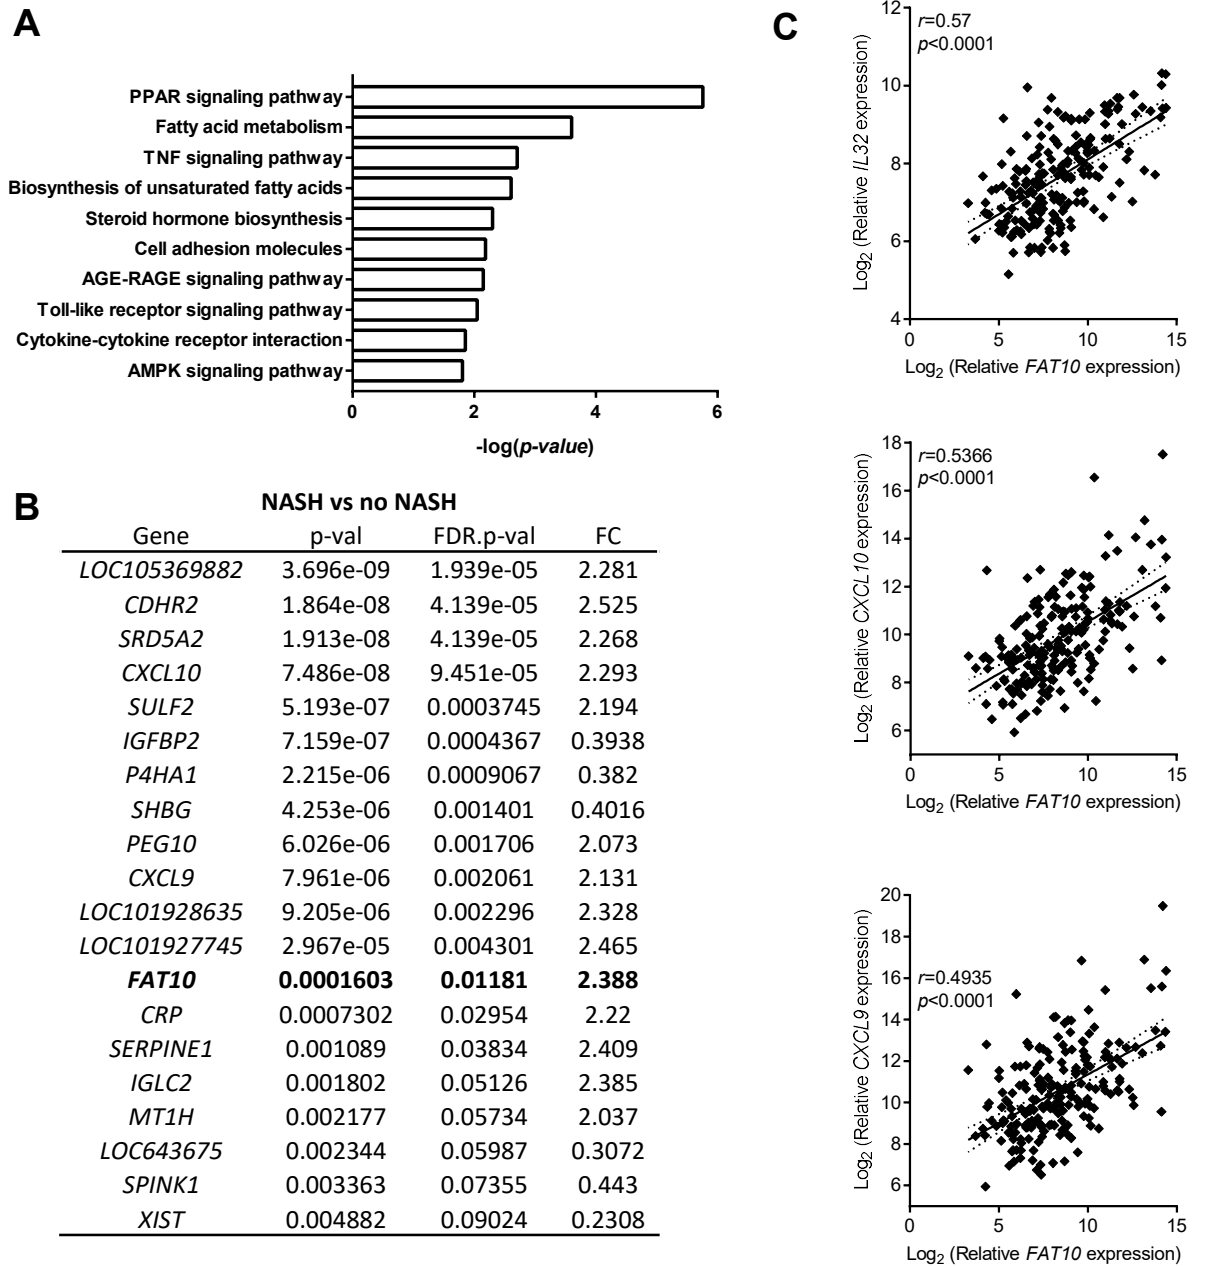 A
PPAR signaling pathway
Fatty acid metabolism
TNF signaling pathway
Biosynthesis of unsaturated fatty acids
Steroid hormone biosynthesis
Cell adhesion molecules
AGE-RAGE signaling pathway
Toll-like receptor signaling pathway
Cytokine-cytokine receptor interaction
AMPK signaling pathway
0 2 4 6
-log(p-value)
B
NASH vs no NASH
Gene p-val FDR.p-val FC
LOC105369882 3.696e-09 1.939e-05 2.281
CDHR2 1.864e-08 4.139e-05 2.525
SRD5A2 1.913e-08 4.139e-05 2.268
CXCL10 7.486e-08 9.451e-05 2.293
SULF2 5.193e-07 0.0003745 2.194
IGFBP2 7.159e-07 0.0004367 0.3938
P4HA1 2.215e-06 0.0009067 0.382
SHBG 4.253e-06 0.001401 0.4016
PEG10 6.026e-06 0.001706 2.073
CXCL9 7.961e-06 0.002061 2.131
LOC101928635 9.205e-06 0.002296 2.328
LOC101927745 2.967e-05 0.004301 2.465
FAT10 0.0001603 0.01181 2.388
CRP 0.0007302 0.02954 2.22
SERPINE1 0.001089 0.03834 2.409
IGLC2 0.001802 0.05126 2.385
MT1H 0.002177 0.05734 2.037
LOC643675 0.002344 0.05987 0.3072
SPINK1 0.003363 0.07355 0.443
XIST 0.004882 0.09024 0.2308
C
Log2 (Relative IL32 expression)
12
10
8
6
4
r=0.57
p<0.0001
0 5 10 15
Log2 (Relative FAT10 expression)
Log2 (Relative CXCL10 expression)
18
16
14
12
10
8
6
r=0.5366
p<0.0001
0 5 10 15
Log2 (Relative FAT10 expression)
Log2 (Relative CXCL9 expression)
20
18
16
14
12
10
8
6
r=0.4935
p<0.0001
0 5 10 15
Log2 (Relative FAT10 expression)